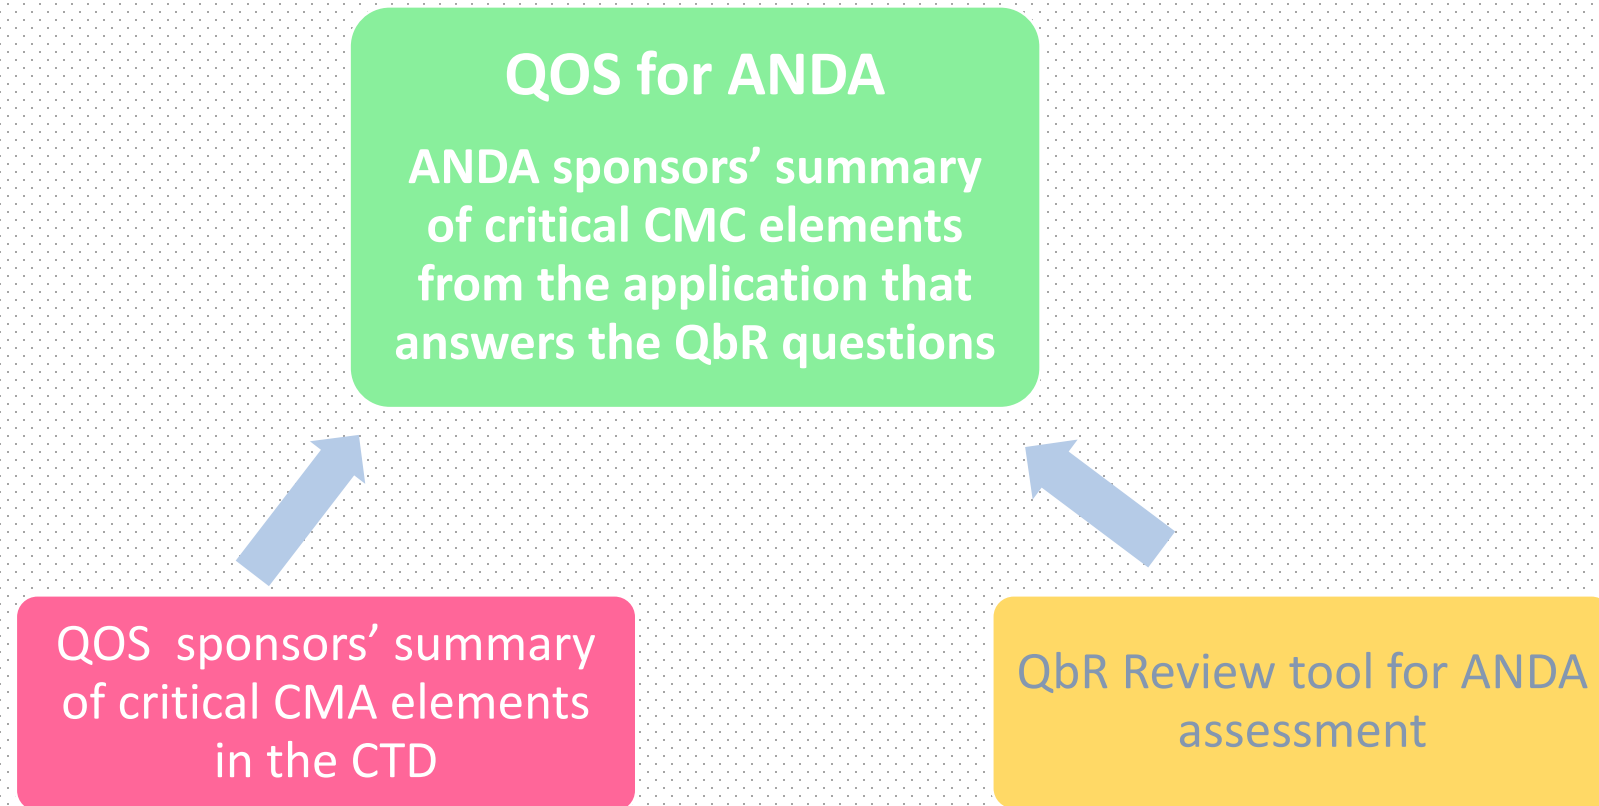 QOS for ANDA
ANDA sponsors’ summary
of critical CMC elements
from the application that
answers the QbR questions
QOS  sponsors’ summary
of critical CMA elements
in the CTD
QbR Review tool for ANDA
assessment